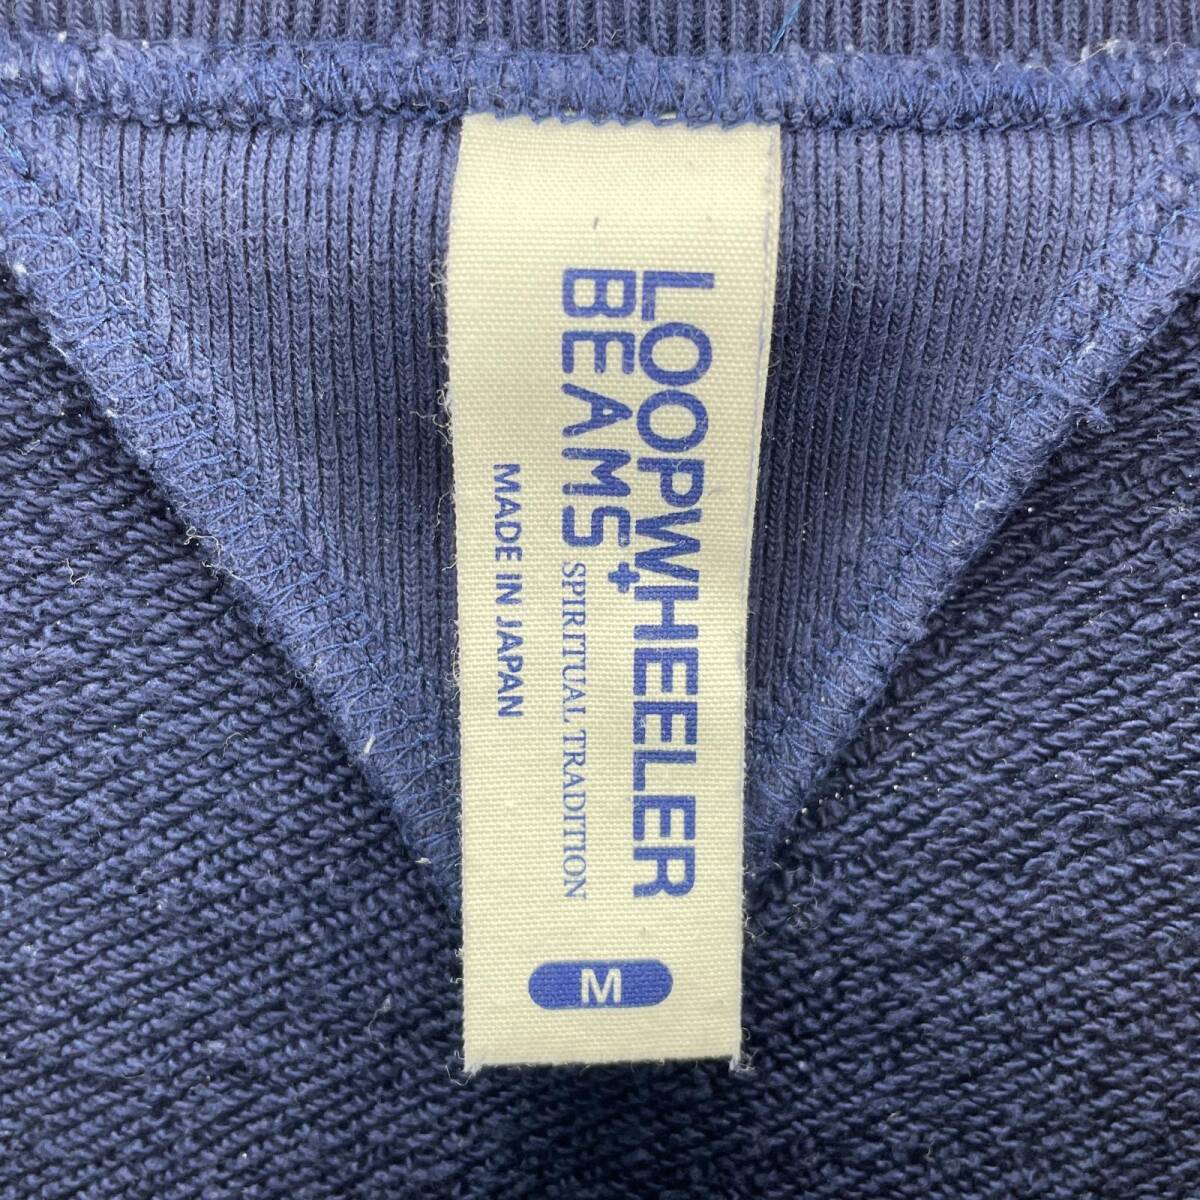 LOOPWHEELER
BEAMS+
SPIRITUAL TRADITION
MADE IN JAPAN
M